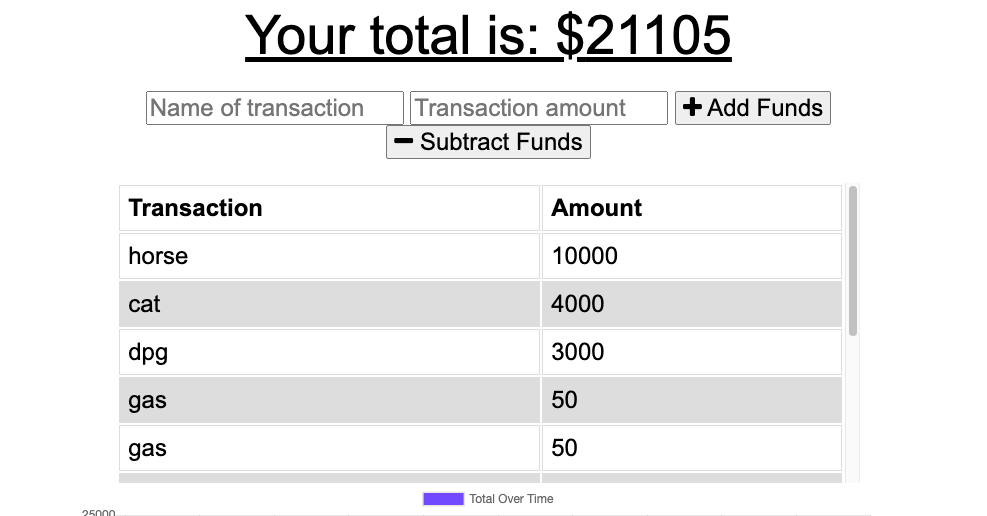 Your total is: $21105
Name of transaction Transaction amount + Add Funds
− Subtract Funds
Transaction Amount
horse 10000
cat 4000
dpg 3000
gas 50
gas 50
Total Over Time
25000